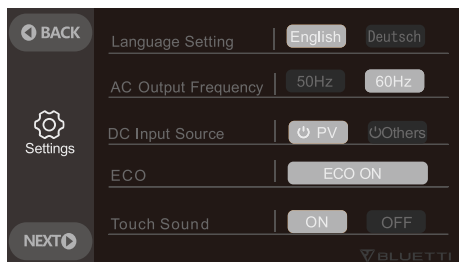 BACK
Language Setting English Deutsch
AC Output Frequency 50Hz 60Hz
Settings
DC Input Source PV Others
ECO ECO ON
Touch Sound ON OFF
NEXT
BLUETTI